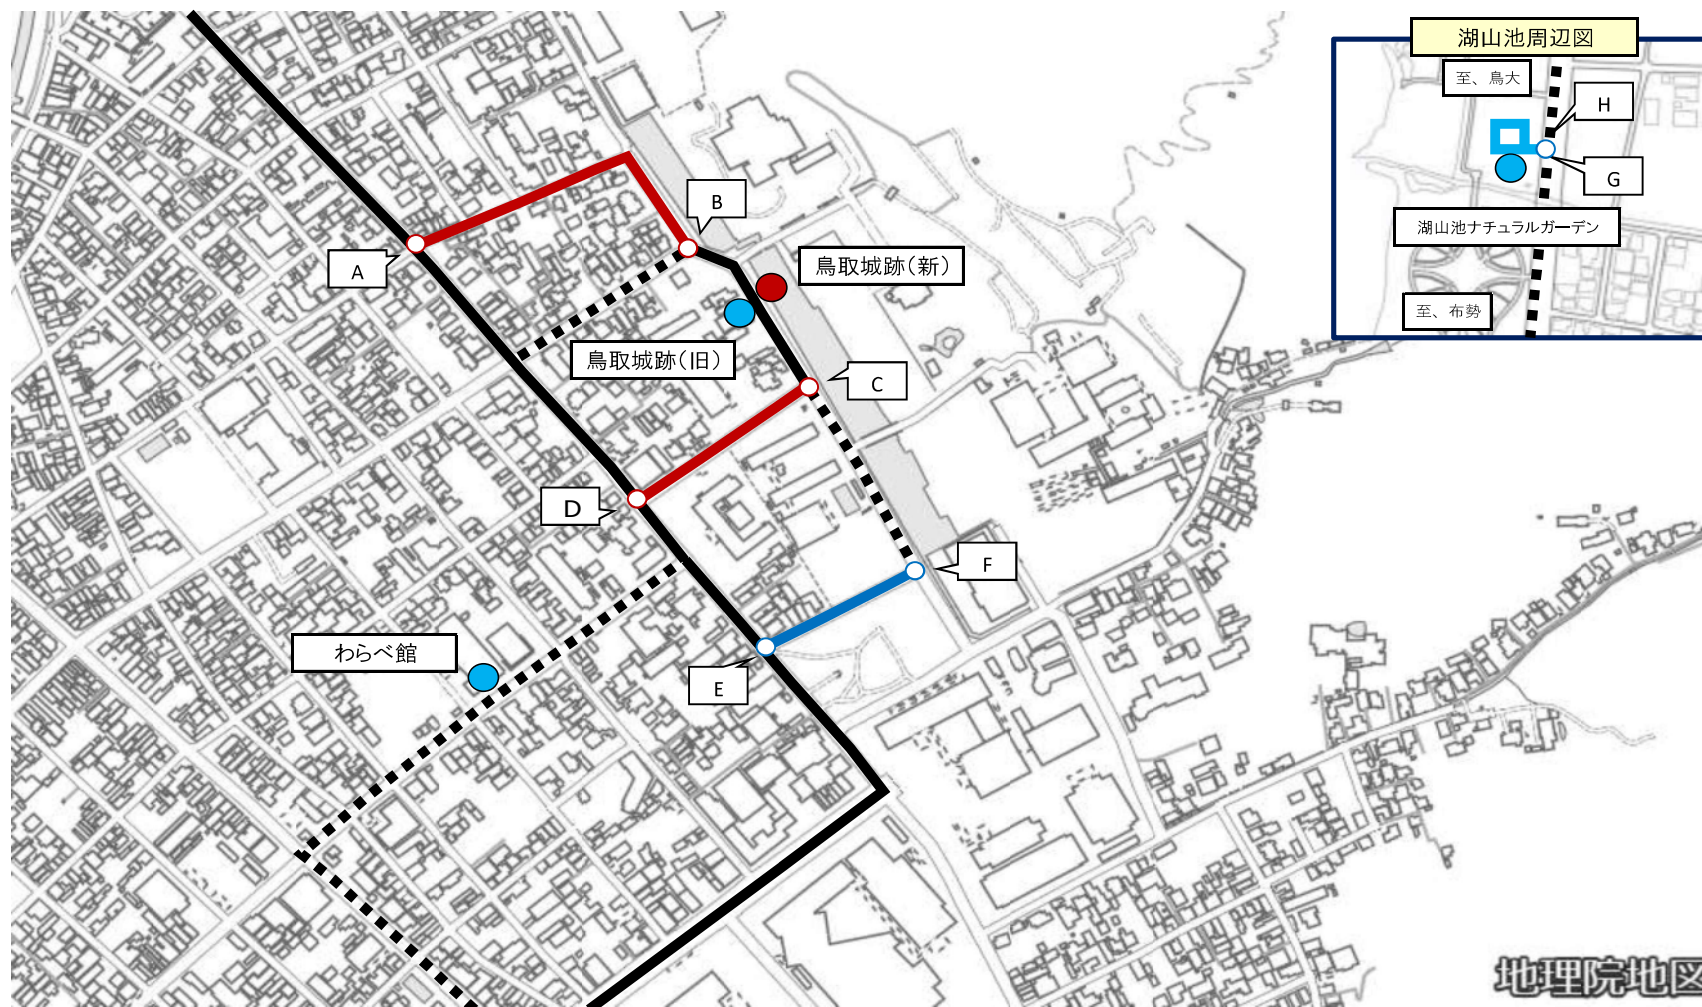 湖山池周辺図
至、鳥大
H
G
湖山池ナチュラルガーデン
至、布勢
B
A
鳥取城跡(新)
鳥取城跡(旧)
C
D
F
わらべ館
E
地理院地図